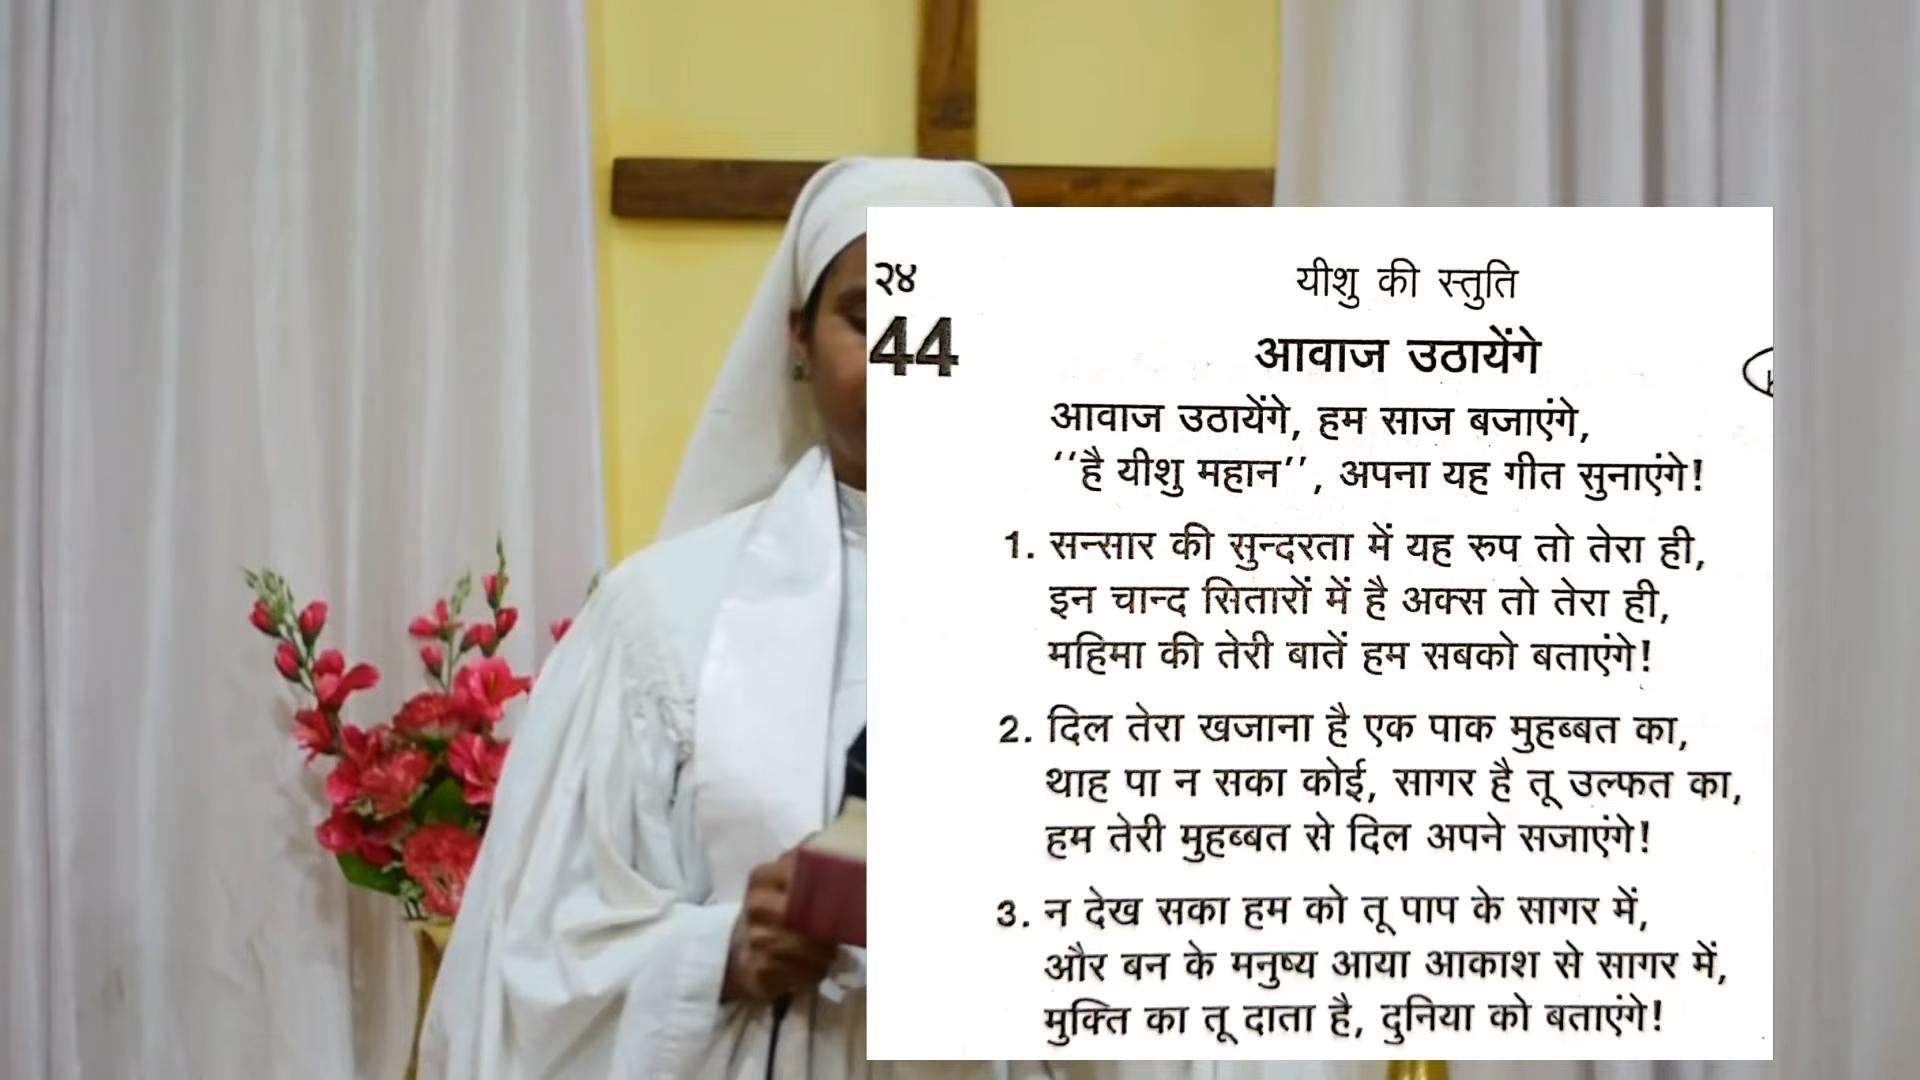 २४
यीशु की स्तुति
44
आवाज उठायेंगे
आवाज उठायेंगे, हम साज बजाएंगे,
‘‘है यीशु महान’’, अपना यह गीत सुनाएंगे!
1. सन्सार की सुन्दरता में यह रुप तो तेरा ही,
इन चान्द सितारों में है अक्स तो तेरा ही,
महिमा की तेरी बातें हम सबको बताएंगे!
2. दिल तेरा खजाना है एक पाक मुहब्बत का,
थाह पा न सका कोई, सागर है तू उल्फत का,
हम तेरी मुहब्बत से दिल अपने सजाएंगे!
3. न देख सका हम को तू पाप के सागर में,
और बन के मनुष्य आया आकाश से सागर में,
मुक्ति का तू दाता है, दुनिया को बताएंगे!